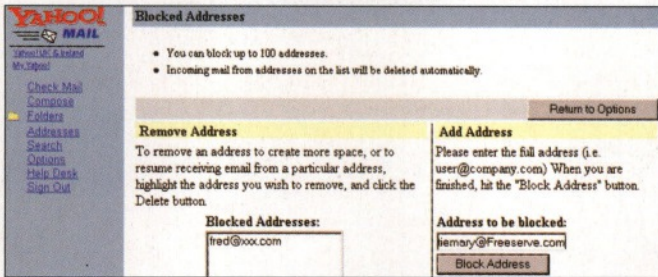 YAHOO!
MAIL
Yahoo! UK & Ireland
My Yahoo!
Check Mail
Compose
Folders
Addresses
Search
Options
Help Desk
Sign Out
Blocked Addresses
• You can block up to 100 addresses.
• Incoming mail from addresses on the list will be deleted automatically.
Return to Options
Remove Address
To remove an address to create more space, or to
resume receiving email from a particular address,
highlight the address you wish to remove, and click the
Delete button.
Blocked Addresses:
fred@xxx.com
Add Address
Please enter the full address (i.e.
user@company.com) When you are
finished, hit the "Block Address" button.
Address to be blocked:
iemary@Freeserve.com
Block Address